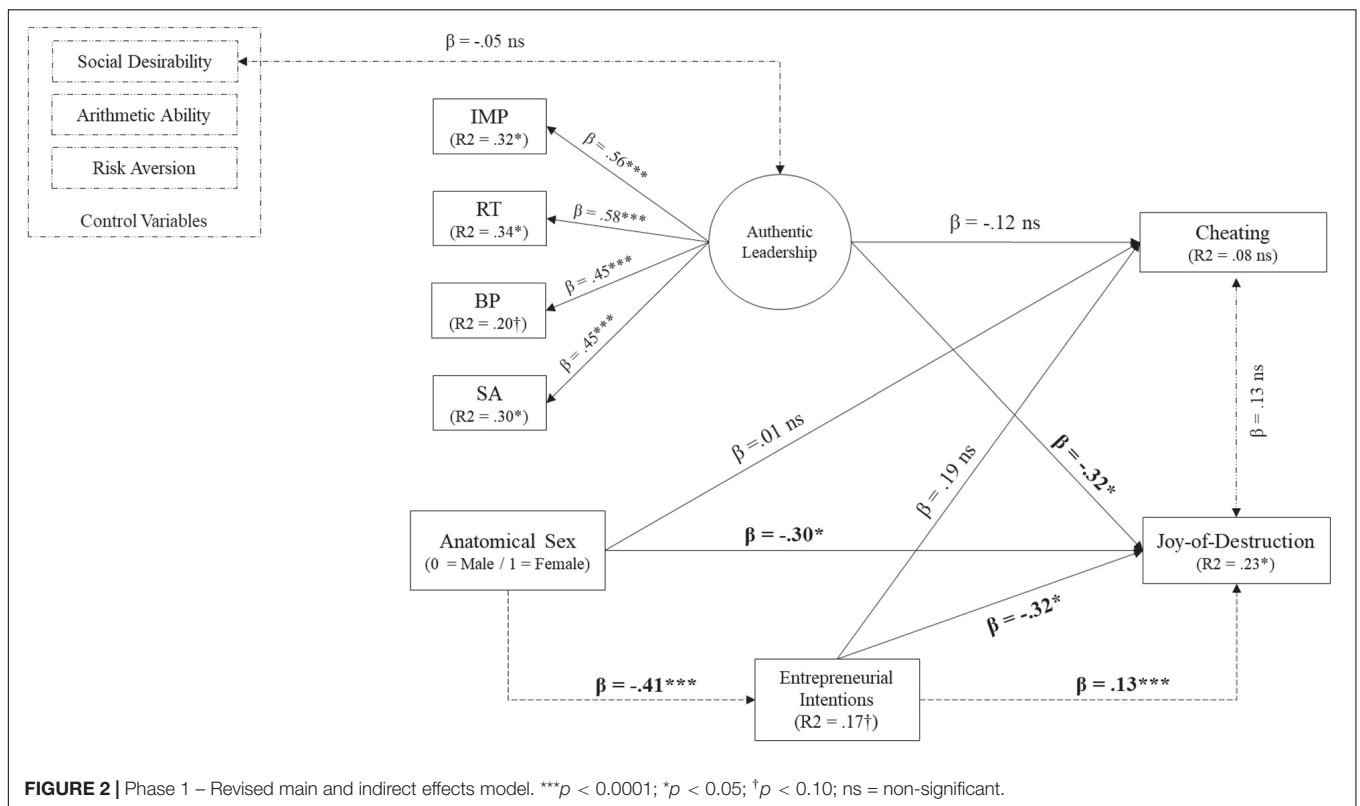 Social Desirability
Arithmetic Ability
Risk Aversion
Control Variables
β = -.05 ns
IMP
(R2 = .32*)
β = .56***
RT
(R2 = .34*)
β = .58***
BP
(R2 = .20†)
β = .45***
SA
(R2 = .30*)
β = .45***
Authentic
Leadership
β = -.12 ns
Cheating
(R2 = .08 ns)
β =.01 ns
β = .19 ns
β = -.32*
β = .13 ns
Anatomical Sex
(0 = Male / 1 = Female)
β = -.30*
Joy-of-Destruction
(R2 = .23*)
β = -.32*
β = -.41***
Entrepreneurial
Intentions
(R2 = .17†)
β = .13***
FIGURE 2 | Phase 1 – Revised main and indirect effects model. ***p < 0.0001; *p < 0.05; †p < 0.10; ns = non-significant.